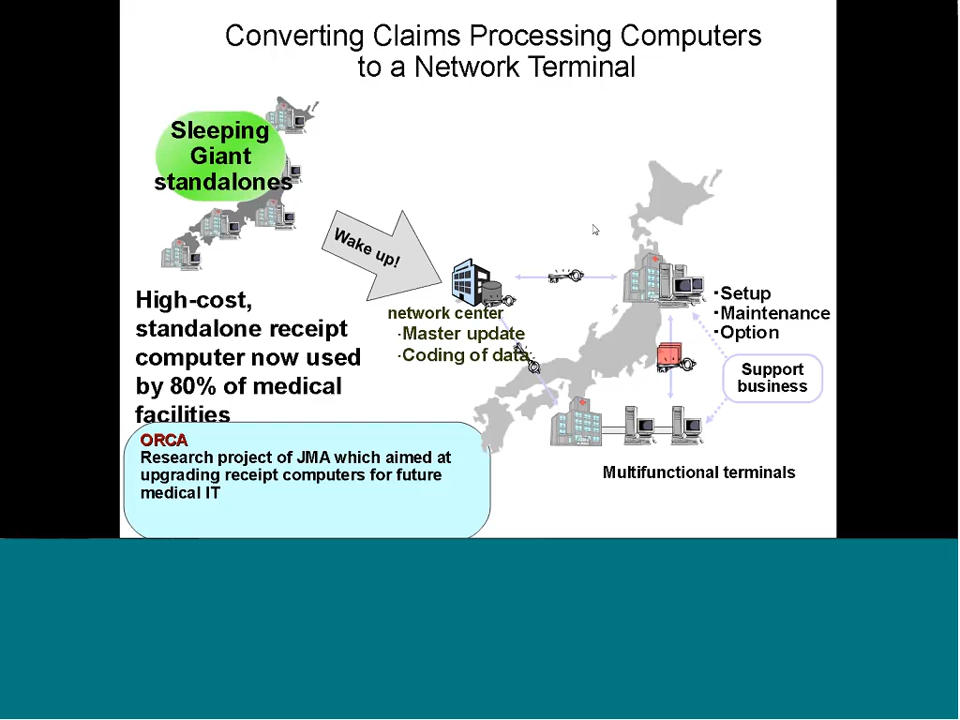 Converting Claims Processing Computers
to a Network Terminal
Sleeping
Giant
standalones
Wake up!
High-cost,
standalone receipt
computer now used
by 80% of medical
facilities
network center
·Master update
·Coding of data
・Setup
・Maintenance
・Option
Support
business
Multifunctional terminals
ORCA
Research project of JMA which aimed at
upgrading receipt computers for future
medical IT